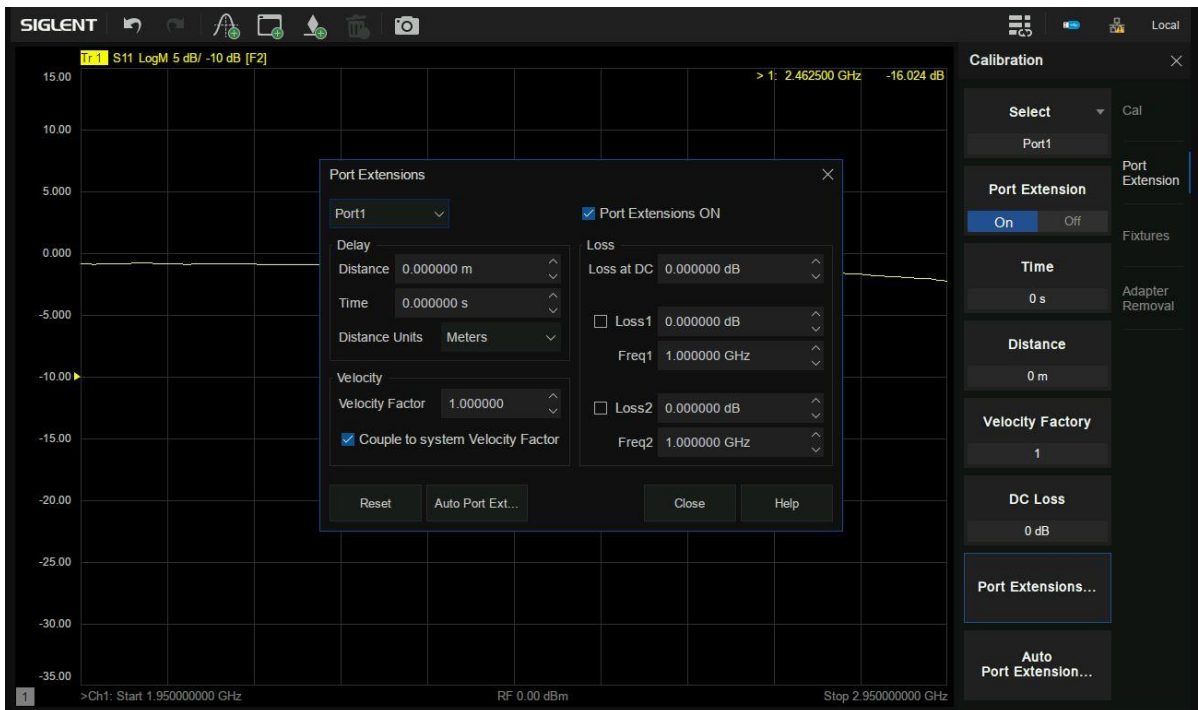 SIGLENT
Local
Tr 1 S11 LogM 5 dB/ -10 dB [F2]
> 1: 2.462500 GHz -16.024 dB
15.00
10.00
5.000
0.000
-5.000
-10.00
-15.00
-20.00
-25.00
-30.00
-35.00
Port Extensions
Port1
Port Extensions ON
Delay
Distance 0.000000 m
Time 0.000000 s
Distance Units Meters
Velocity
Velocity Factor 1.000000
Couple to system Velocity Factor
Loss
Loss at DC 0.000000 dB
Loss1 0.000000 dB
Freq1 1.000000 GHz
Loss2 0.000000 dB
Freq2 1.000000 GHz
Reset Auto Port Ext... Close Help
1 >Ch1: Start 1.950000000 GHz RF 0.00 dBm Stop 2.950000000 GHz
Calibration
Select
Port1
Port Extension
On Off
Time
0 s
Distance
0 m
Velocity Factory
1
DC Loss
0 dB
Port Extensions...
Auto
Port Extension...
Cal
Port
Extension
Fixtures
Adapter
Removal